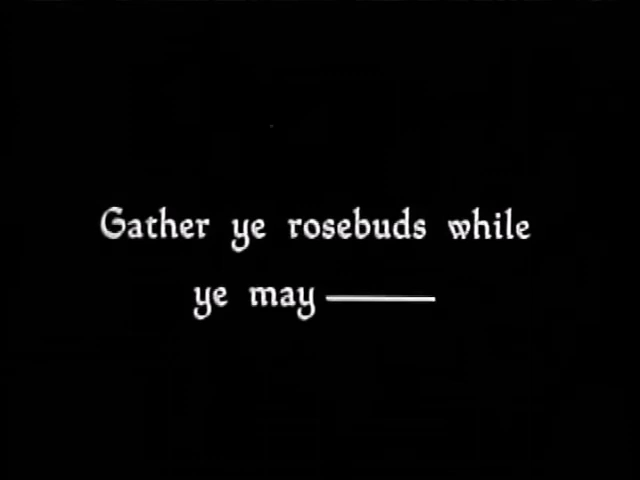 Gather ye rosebuds while
ye may ——